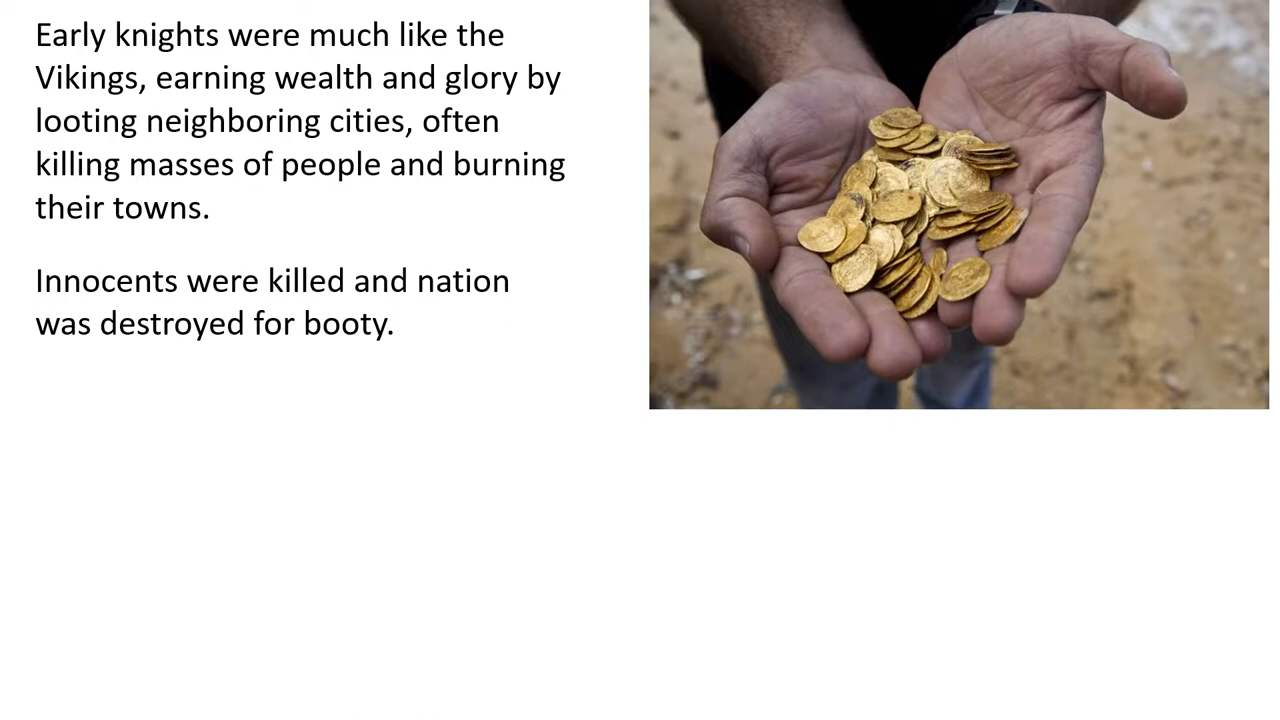 Early knights were much like the
Vikings, earning wealth and glory by
looting neighboring cities, often
killing masses of people and burning
their towns.
Innocents were killed and nation
was destroyed for booty.